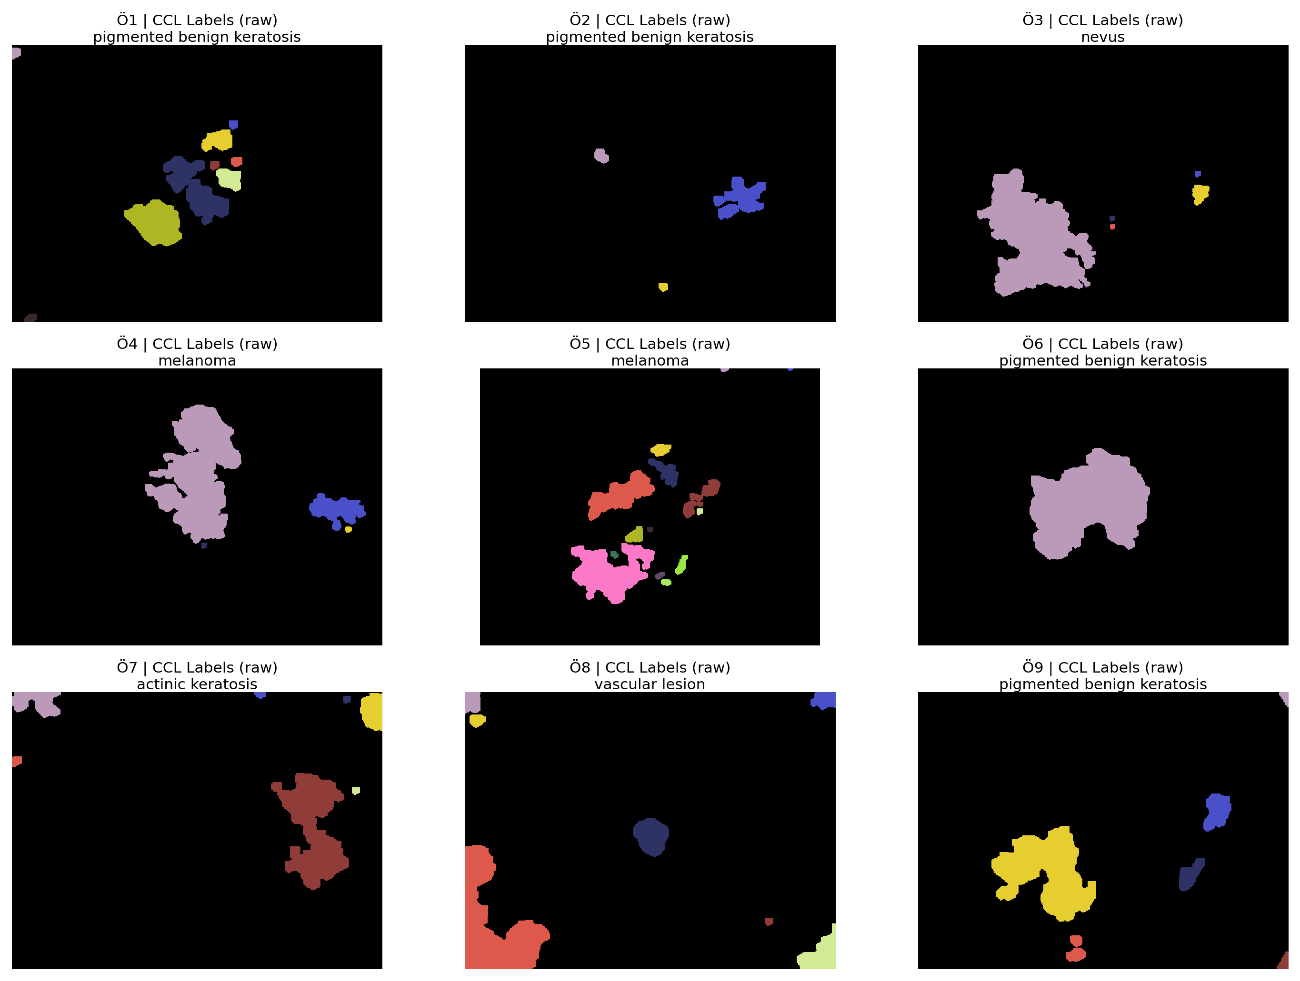 Ö1 | CCL Labels (raw)
pigmented benign keratosis
Ö2 | CCL Labels (raw)
pigmented benign keratosis
Ö3 | CCL Labels (raw)
nevus
Ö4 | CCL Labels (raw)
melanoma
Ö5 | CCL Labels (raw)
melanoma
Ö6 | CCL Labels (raw)
pigmented benign keratosis
Ö7 | CCL Labels (raw)
actinic keratosis
Ö8 | CCL Labels (raw)
vascular lesion
Ö9 | CCL Labels (raw)
pigmented benign keratosis